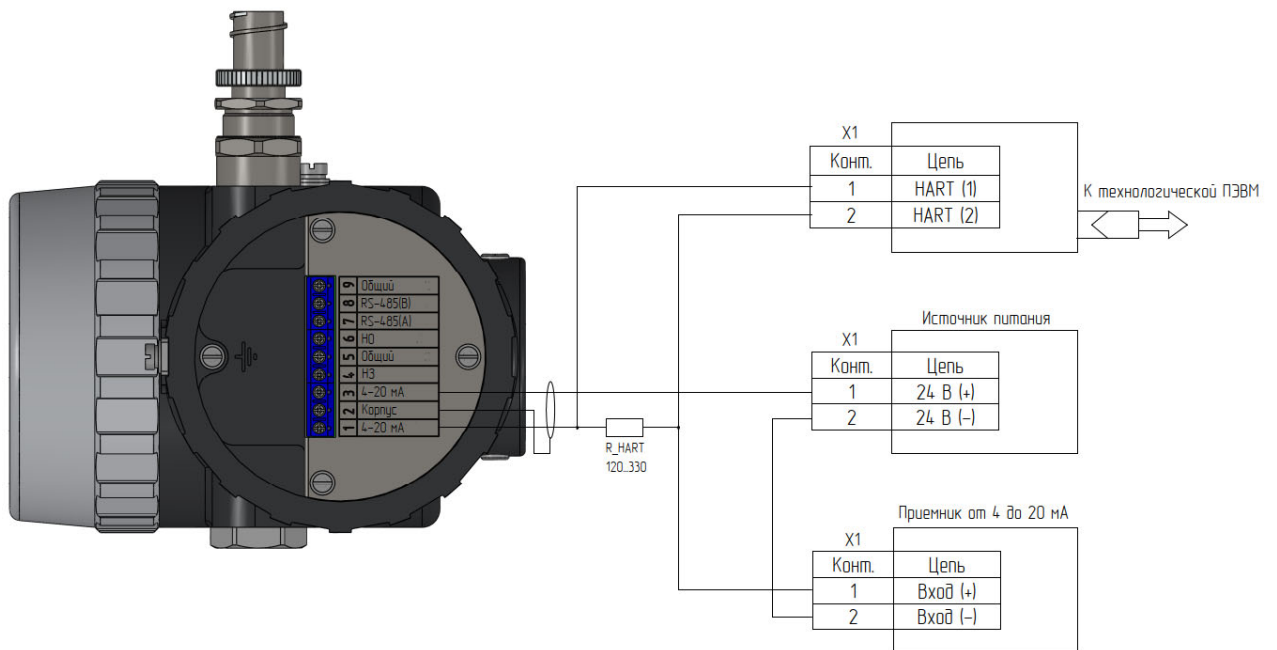 9 Общий
8 RS-485(В)
7 RS-485(А)
6 НО
5 Общий
4 НЗ
3 4-20 мА
2 Корпус
1 4-20 мА
R_HART
120...330
X1
Конт. Цепь
1 HART (1)
2 HART (2)
К технологической ПЭВМ
Источник питания
X1
Конт. Цепь
1 24 В (+)
2 24 В (-)
Приемник от 4 до 20 мА
X1
Конт. Цепь
1 Вход (+)
2 Вход (-)